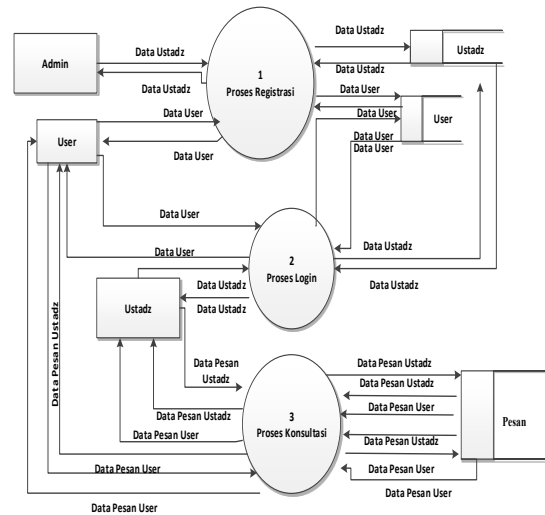 Data Ustadz
Ustadz
Admin
Data Ustadz
1
Proses Registrasi
Data Ustadz
Data Ustadz
Data User
User
Data User
Data User
Data User
Data User
User
Data User
Data User
2
Proses Login
Data Ustadz
Data User
Data Ustadz
Data Ustadz
Data Ustadz
Ustadz
Data Pesan
Ustadz
Data Pesan Ustadz
Data Pesan Ustadz
Data Pesan Ustadz
Data Pesan User
Data Pesan Ustadz
Data Pesan User
3
Proses Konsultasi
Data Pesan Ustadz
Data Pesan User
Pesan
Data Pesan User
Data Pesan User
Data Pesan User